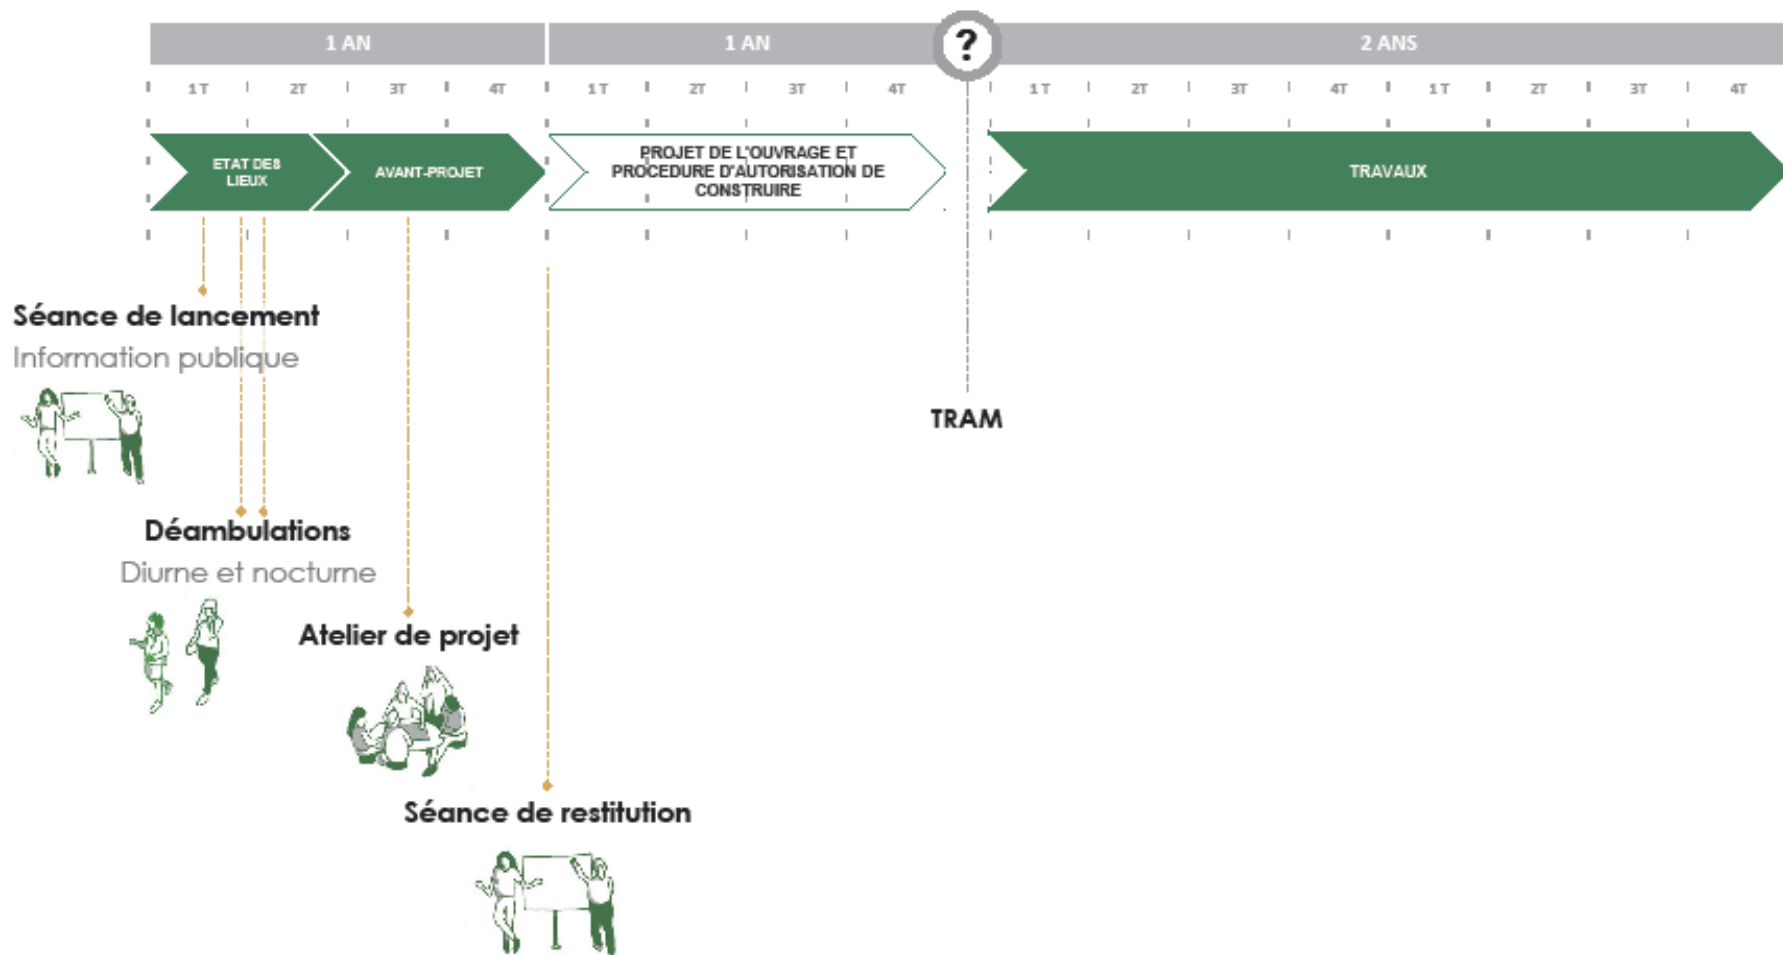 1 AN
1 AN
?
2 ANS
1 T 2T 3T 4T 1 T 2T 3T 4T 1 T 2T 3T 4T 1 T 2T 3T 4T
ETAT DES
LIEUX
AVANT-PROJET
PROJET DE L'OUVRAGE ET
PROCEDURE D'AUTORISATION DE
CONSTRUIRE
TRAVAUX
Séance de lancement
Information publique
TRAM
Déambulations
Diurne et nocturne
Atelier de projet
Séance de restitution